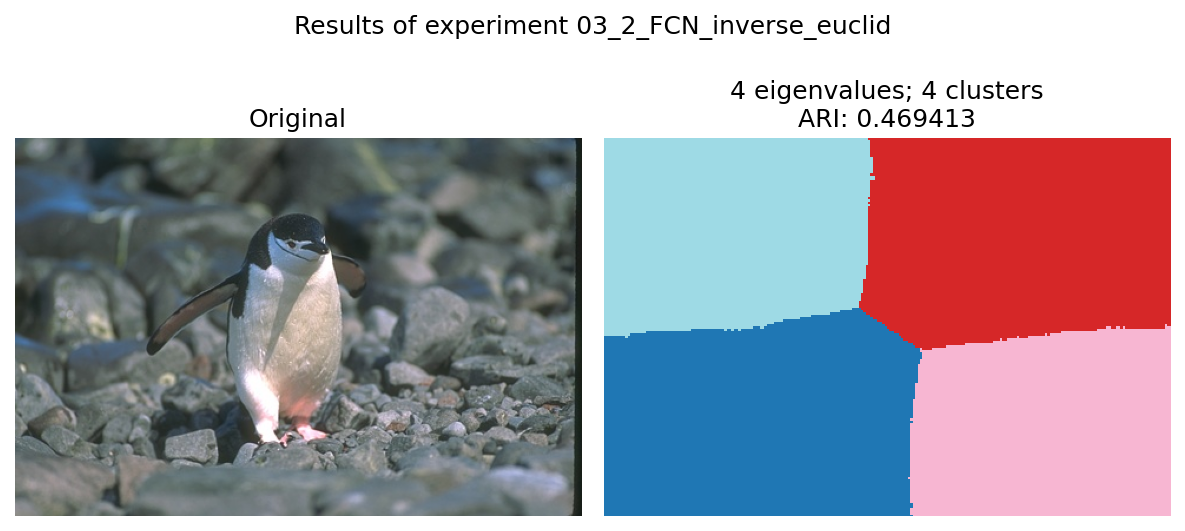 Results of experiment 03_2_FCN_inverse_euclid
Original
4 eigenvalues; 4 clusters
ARI: 0.469413